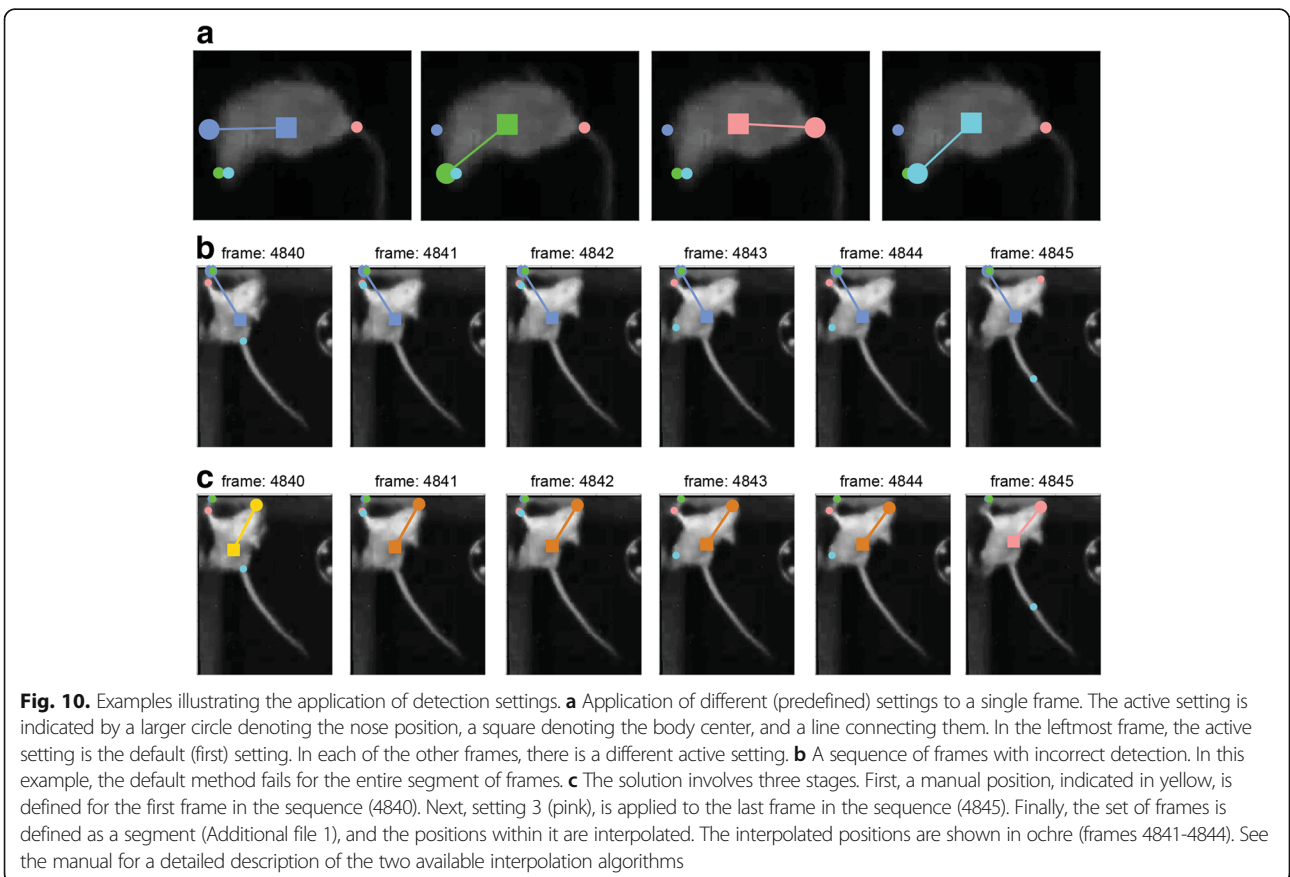 a
b frame: 4840 frame: 4841 frame: 4842 frame: 4843 frame: 4844 frame: 4845
c frame: 4840 frame: 4841 frame: 4842 frame: 4843 frame: 4844 frame: 4845
Fig. 10. Examples illustrating the application of detection settings. a Application of different (predefined) settings to a single frame. The active setting is
indicated by a larger circle denoting the nose position, a square denoting the body center, and a line connecting them. In the leftmost frame, the active
setting is the default (first) setting. In each of the other frames, there is a different active setting. b A sequence of frames with incorrect detection. In this
example, the default method fails for the entire segment of frames. c The solution involves three stages. First, a manual position, indicated in yellow, is
defined for the first frame in the sequence (4840). Next, setting 3 (pink), is applied to the last frame in the sequence (4845). Finally, the set of frames is
defined as a segment (Additional file 1), and the positions within it are interpolated. The interpolated positions are shown in ochre (frames 4841-4844). See
the manual for a detailed description of the two available interpolation algorithms